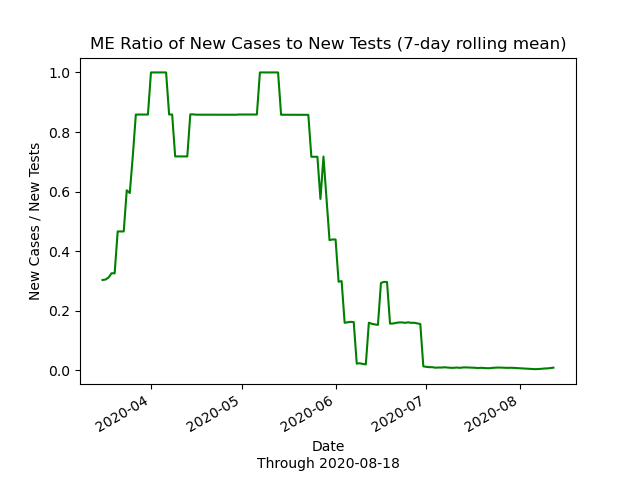 ME Ratio of New Cases to New Tests (7-day rolling mean)
New Cases / New Tests
1.0
0.8
0.6
0.4
0.2
0.0
2020-04
2020-05
2020-06
2020-07
2020-08
Date
Through 2020-08-18